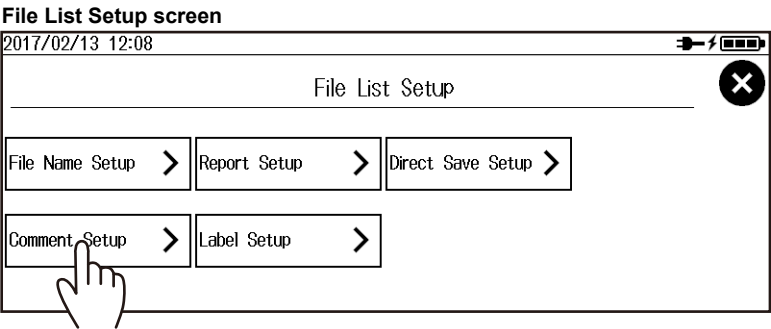 File List Setup screen
2017/02/13 12:08
File List Setup
File Name Setup
Report Setup
Direct Save Setup
Comment Setup
Label Setup